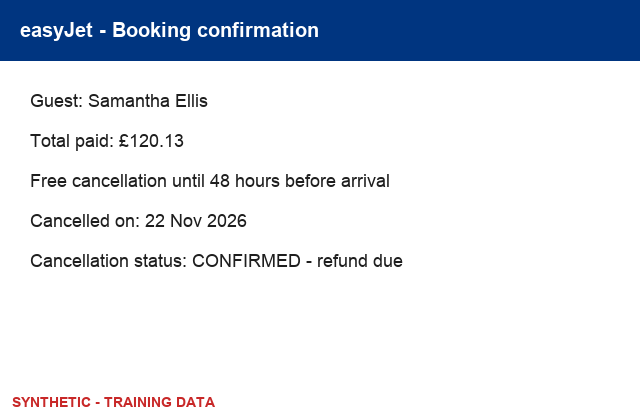 easyJet - Booking confirmation
Guest: Samantha Ellis
Total paid: £120.13
Free cancellation until 48 hours before arrival
Cancelled on: 22 Nov 2026
Cancellation status: CONFIRMED - refund due
SYNTHETIC - TRAINING DATA